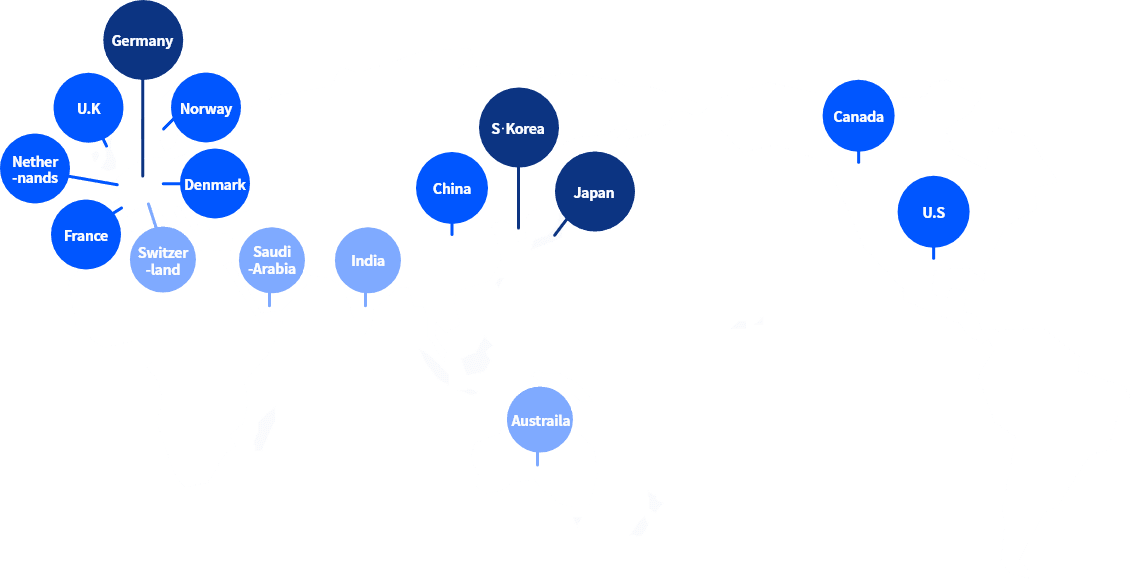 Germany
U.K
Norway
Nether
-nands
Denmark
France
Switzer
-land
Saudi
-Arabia
India
S·Korea
China
Japan
Canada
U.S
Austraila